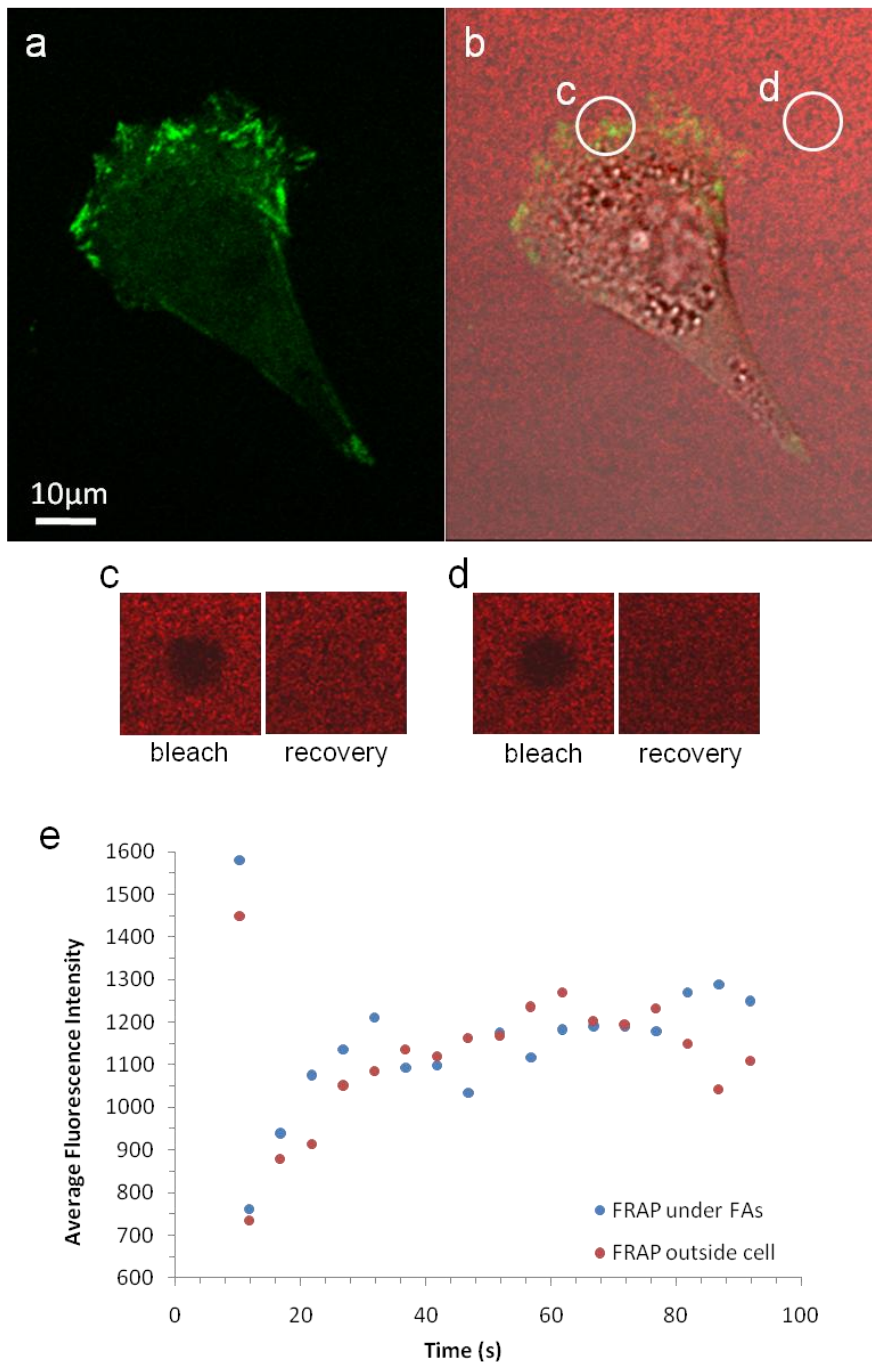 a
b
c
d
10μm
c
d
bleach
recovery
bleach
recovery
e
1600
1500
1400
1300
1200
1100
1000
900
800
700
600
0
20
40
60
80
100
Average Fluorescence Intensity
Time (s)
FRAP under FAs
FRAP outside cell